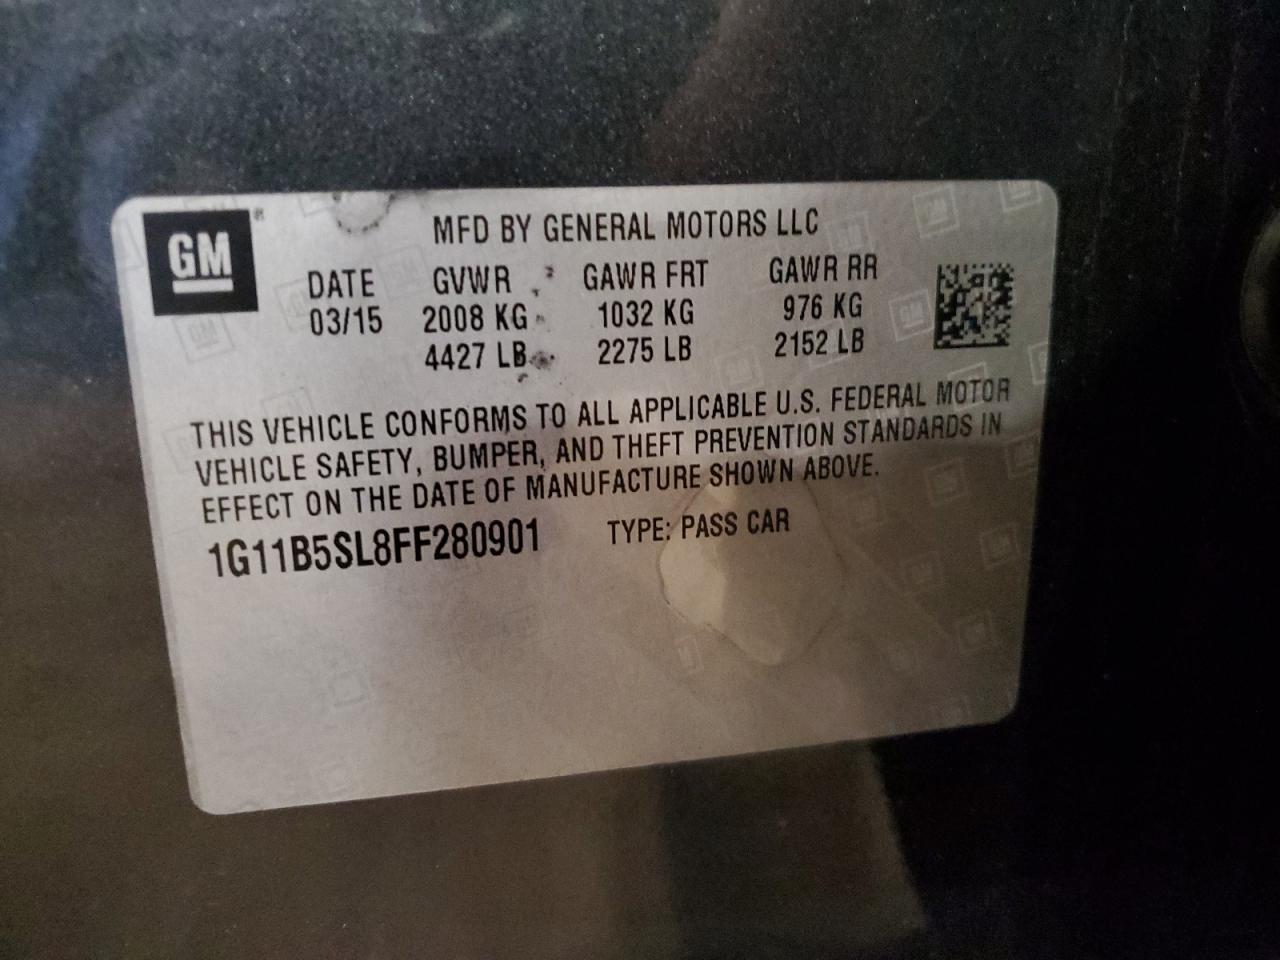 GM®
MFD BY GENERAL MOTORS LLC
DATE GVWR GAWR FRT GAWR RR
03/15 2008 KG 1032 KG 976 KG
4427 LB 2275 LB 2152 LB
THIS VEHICLE CONFORMS TO ALL APPLICABLE U.S. FEDERAL MOTOR
VEHICLE SAFETY, BUMPER, AND THEFT PREVENTION STANDARDS IN
EFFECT ON THE DATE OF MANUFACTURE SHOWN ABOVE.
1G11B5SL8FF280901 TYPE: PASS CAR